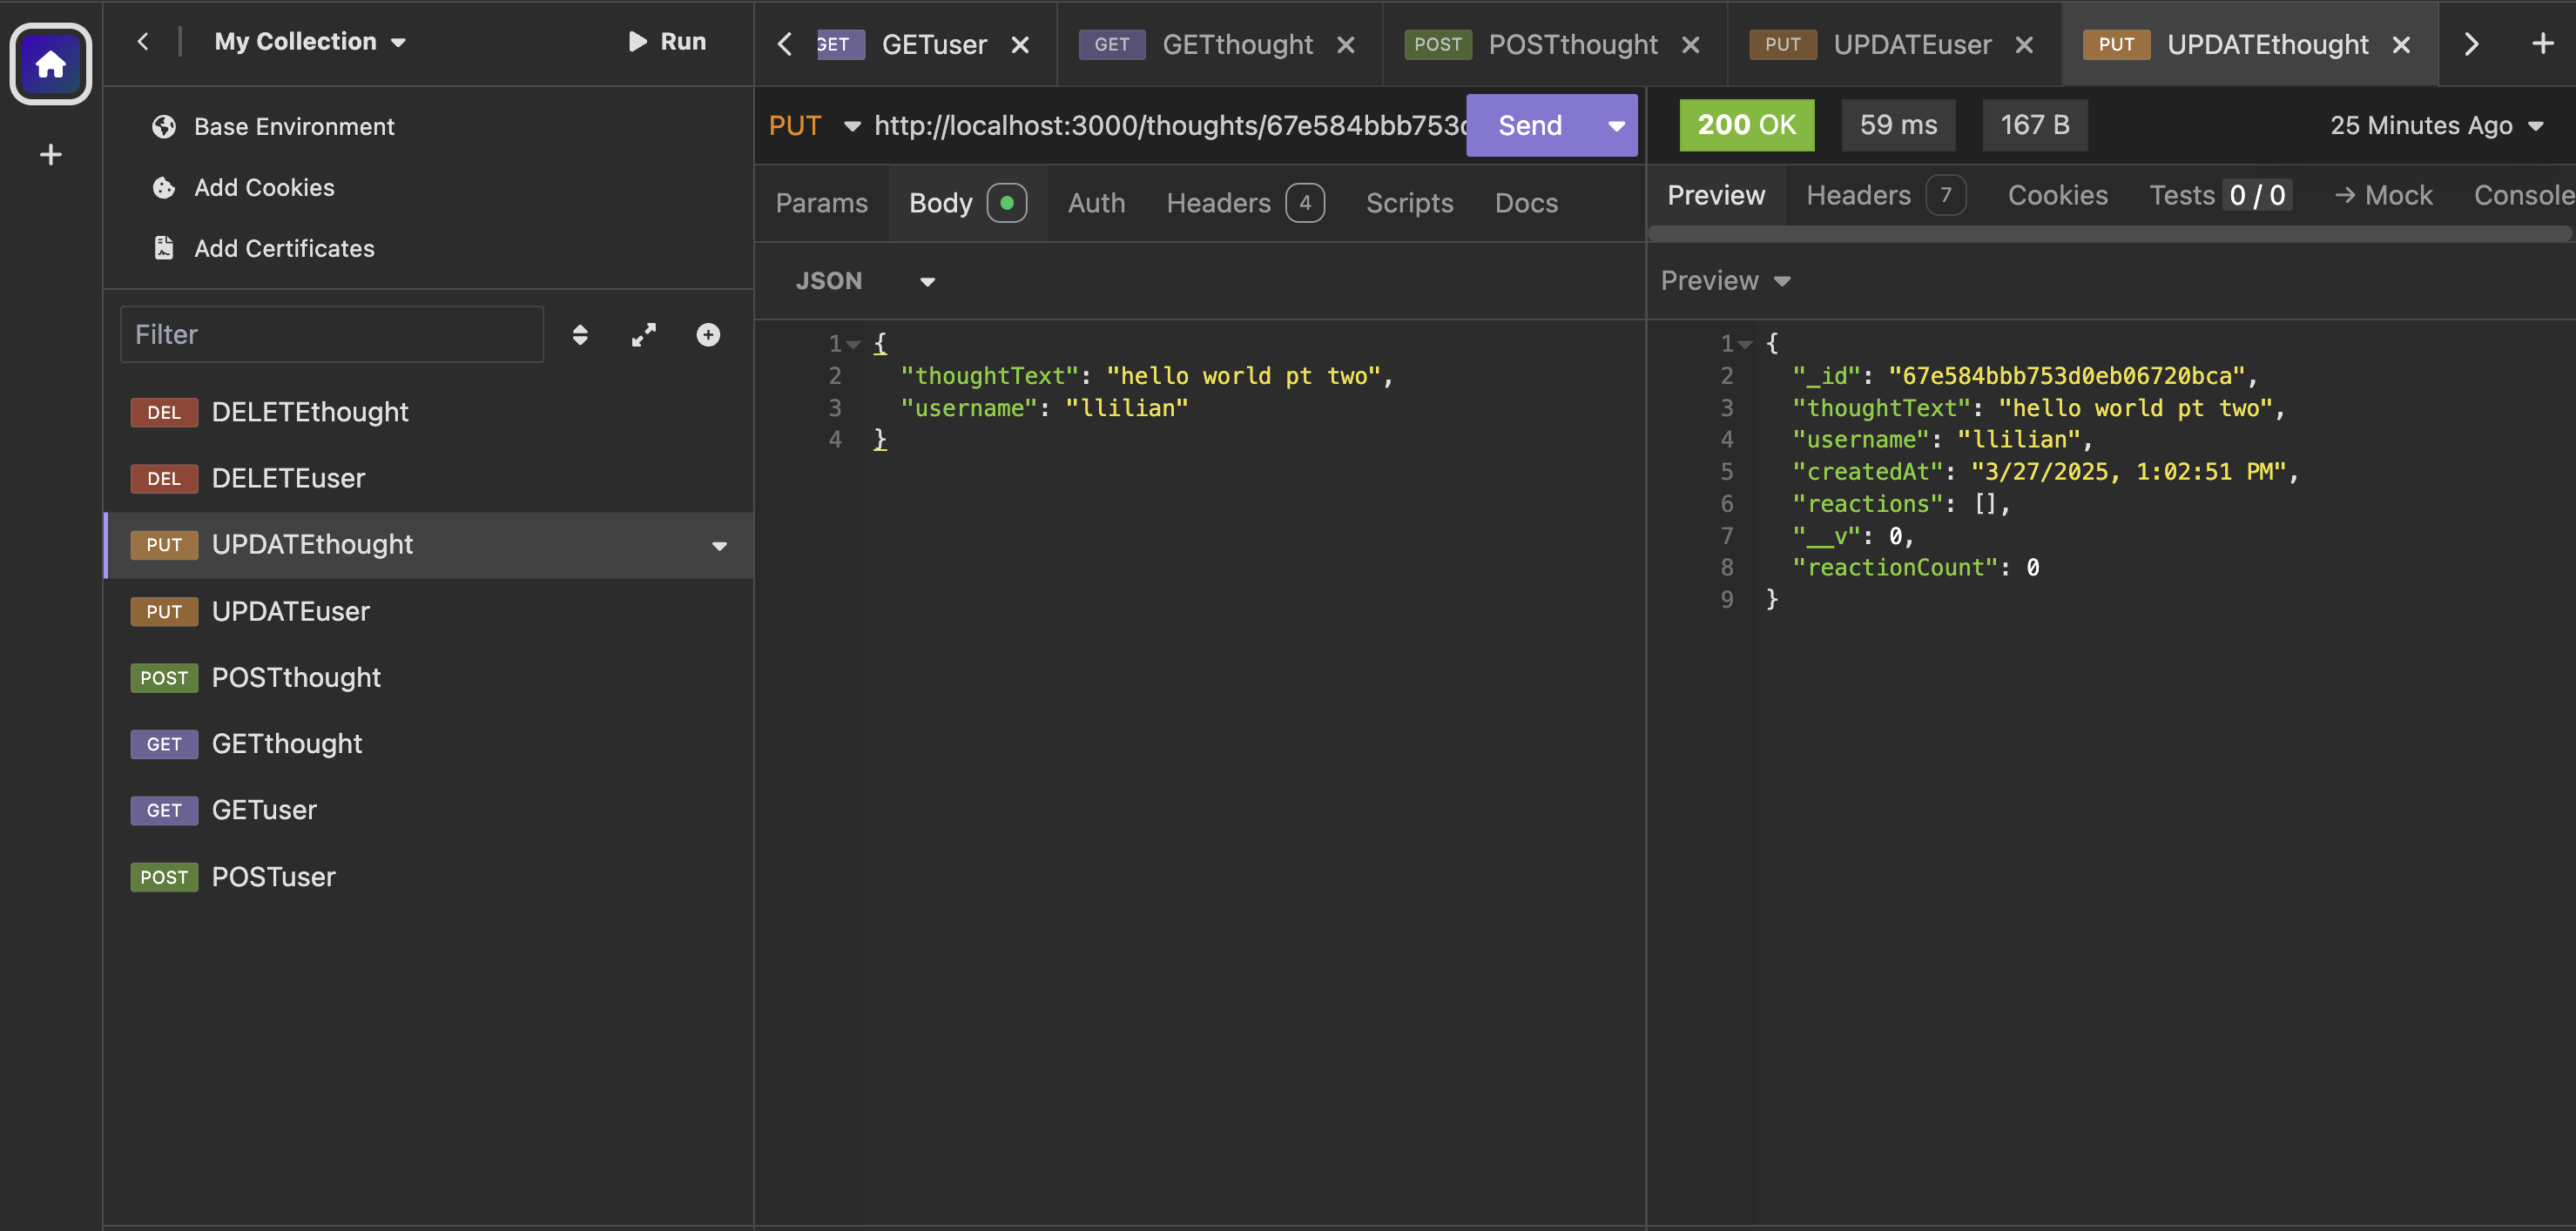 My Collection
Run
Base Environment
Add Cookies
Add Certificates
Filter
DEL DELETEthought
DEL DELETEuser
PUT UPDATEthought
PUT UPDATEuser
POST POSTthought
GET GETthought
GET GETuser
POST POSTuser
GET GETuser
GET GETthought
POST POSTthought
PUT UPDATEuser
PUT UPDATEthought
PUT http://localhost:3000/thoughts/67e584bbb753 Send
Params Body Auth Headers 4 Scripts Docs
JSON
1 {
2 "thoughtText": "hello world pt two",
3 "username": "llilian"
4 }
200 OK 59 ms 167 B 25 Minutes Ago
Preview Headers 7 Cookies Tests 0 / 0 → Mock Console
Preview
1 {
2 "_id": "67e584bbb753d0eb06720bca",
3 "thoughtText": "hello world pt two",
4 "username": "llilian",
5 "createdAt": "3/27/2025, 1:02:51 PM",
6 "reactions": [],
7 "__v": 0,
8 "reactionCount": 0
9 }